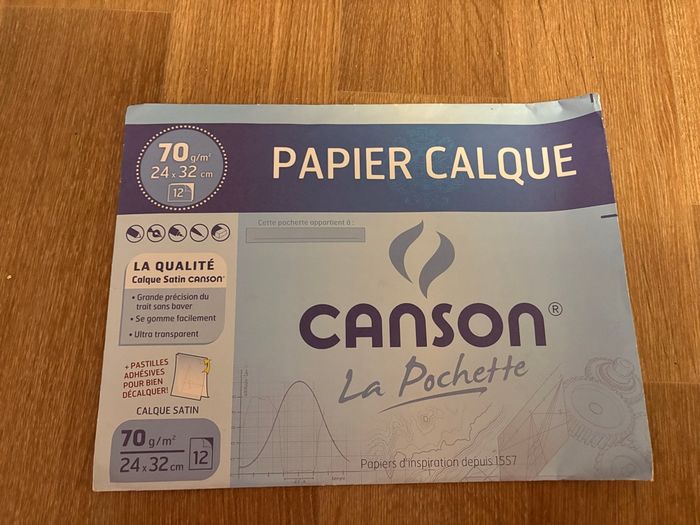 70 g/m²
24 x 32 cm
12
PAPIER CALQUE
Cette pochette appartient à :
LA QUALITÉ
Calque Satin CANSON®
• Grande précision du
trait sans baver
• Se gomme facilement
• Ultra transparent
+ PASTILLES
ADHÉSIVES
POUR BIEN
DÉCALQUER!
CALQUE SATIN
70 g/m²
24 x 32 cm
12
CANSON®
La Pochette
Papiers d'inspiration depuis 1557